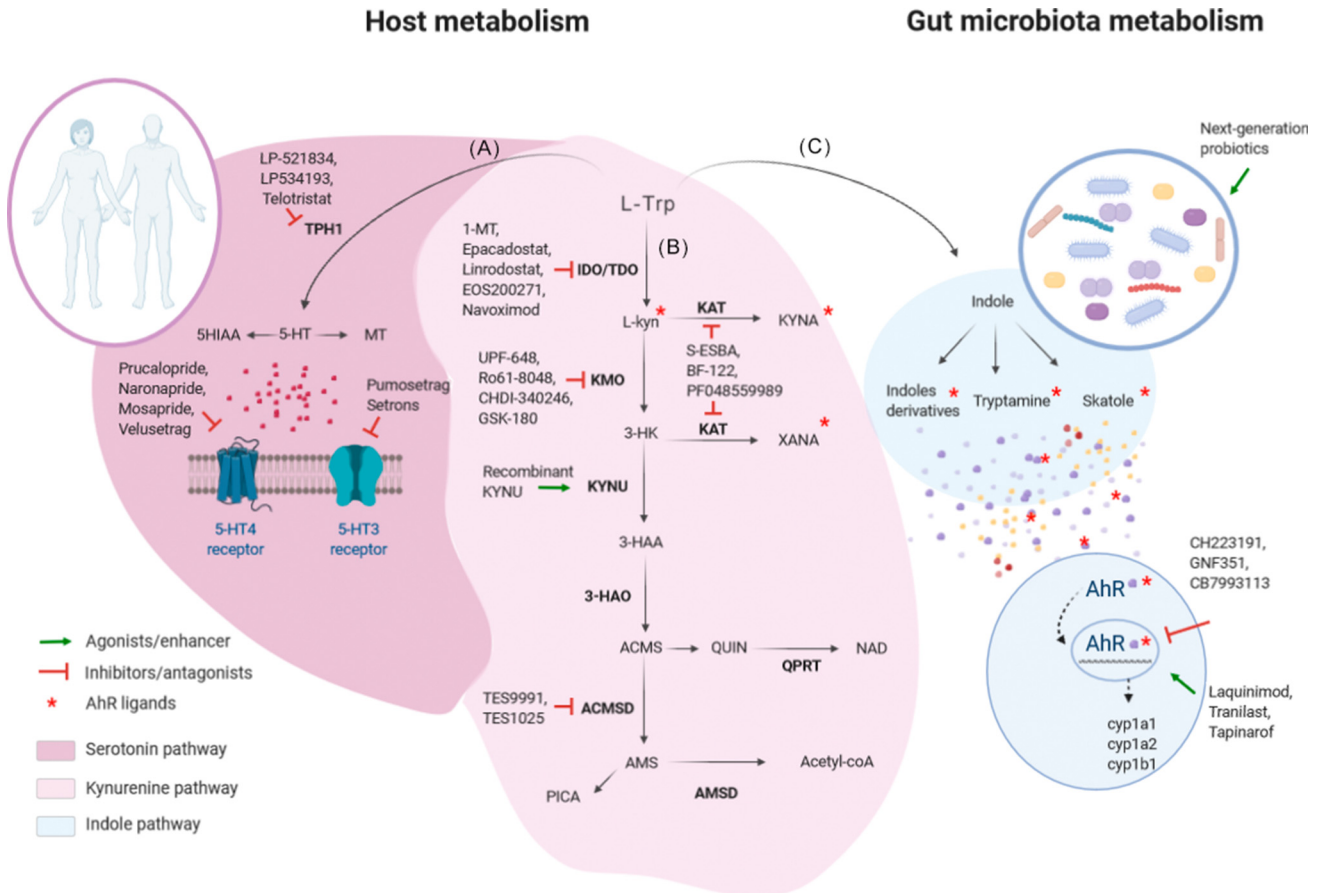 Host metabolism
Gut microbiota metabolism
(A)
(C)
Next-generation
probiotics
LP-521834,
LP534193,
Telotristat
TPH1
L-Trp
1-MT,
Epacadostat,
Linrodostat,
EOS200271,
Navoximod
(B)
IDO/TDO
Indole
L-kyn *
KAT
KYNA *
5HIAA
5-HT
MT
Prucalopride,
Naronapride,
Mosapride,
Velusetrag
Pumosetrag
Setrons
UPF-648,
Ro61-8048,
CHDI-340246,
GSK-180
KMO
S-ESBA,
BF-122,
PF048559989
KAT
Indoles
derivatives *
Tryptamine *
Skatole *
3-HK
XANA *
Recombinant
KYNU
KYNU
5-HT4
receptor
5-HT3
receptor
3-HAA
CH223191,
GNF351,
CB7993113
3-HAO
AhR *
AhR *
Agonists/enhancer
Inhibitors/antagonists
* AhR ligands
Serotonin pathway
Kynurenine pathway
Indole pathway
ACMS
QUIN
QPRT
NAD
TES9991,
TES1025
ACMSD
Laquinimod,
Tranilast,
Tapinarof
cyp1a1
cyp1a2
cyp1b1
AMS
Acetyl-coA
PICA
AMSD